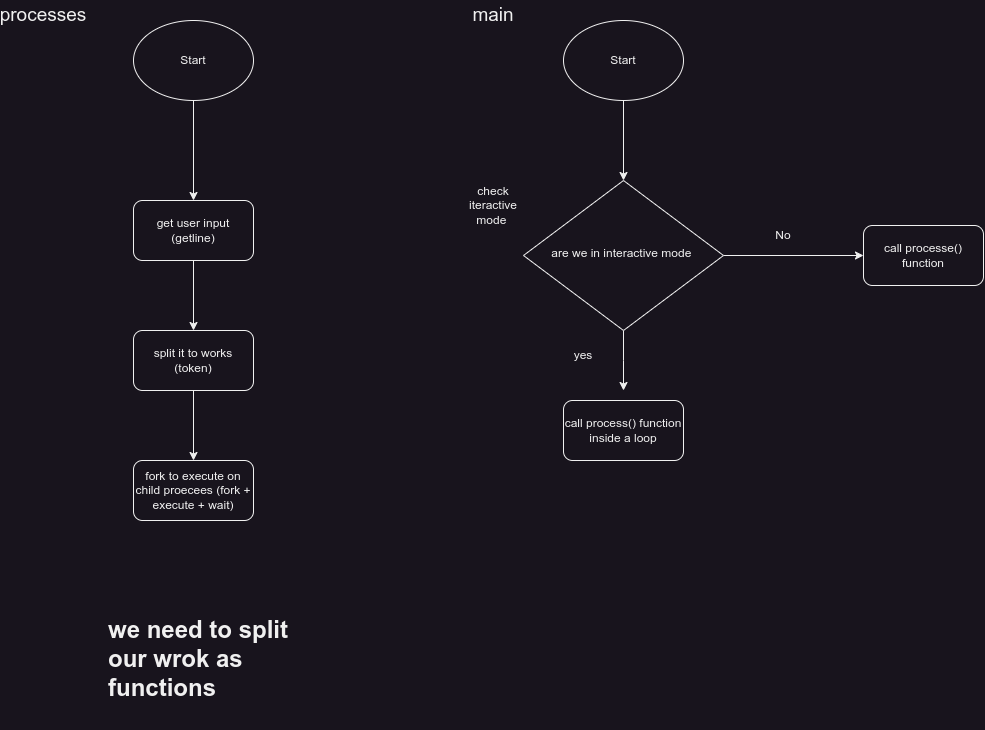 processes
Start
get user input
(getline)
split it to works
(token)
fork to execute on
child proecees (fork +
execute + wait)
we need to split
our wrok as
functions
main
Start
check
iteractive
mode
are we in interactive mode
No
call processe()
function
yes
call process() function
inside a loop